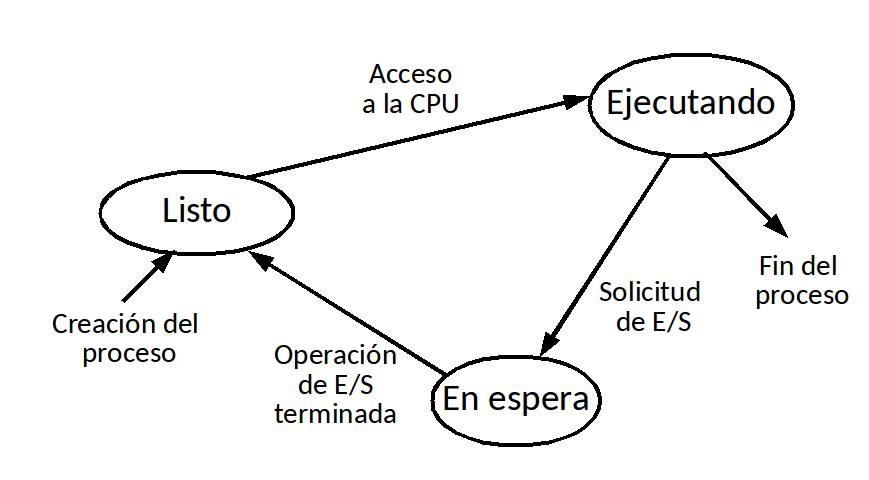 Acceso
a la CPU
Ejecutando
Listo
Creación del
proceso
Operación
de E/S
terminada
En espera
Solicitud
de E/S
Fin del
proceso